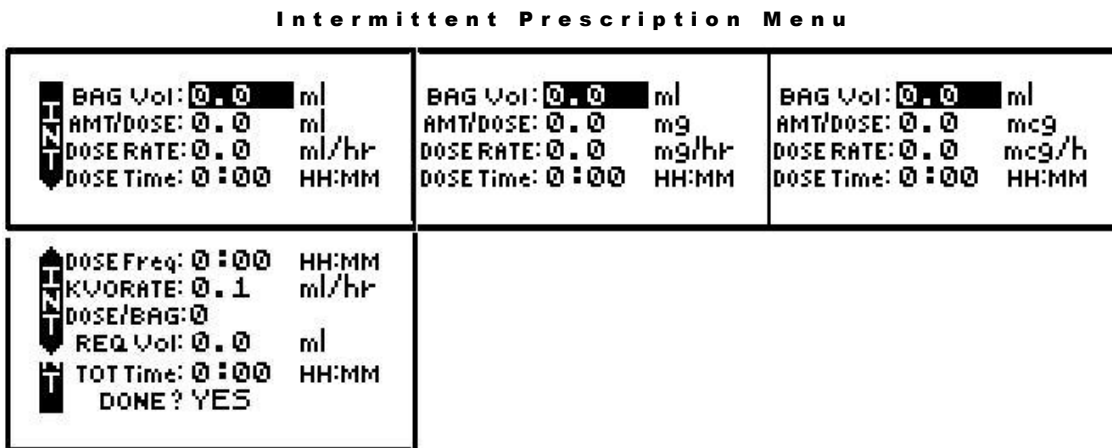 Intermittent Prescription Menu
INT
BAG Vol: 0.0 ml
AMT/DOSE: 0.0 ml
DOSE RATE: 0.0 ml/hr
DOSE Time: 0:00 HH:MM
BAG Vol: 0.0 ml
AMT/DOSE: 0.0 mg
DOSE RATE: 0.0 mg/hr
DOSE Time: 0:00 HH:MM
BAG Vol: 0.0 ml
AMT/DOSE: 0.0 mcg
DOSE RATE: 0.0 mcg/h
DOSE Time: 0:00 HH:MM
INT
DOSE Freq: 0:00 HH:MM
KVORATE: 0.1 ml/hr
DOSE/BAG: 0
REQ Vol: 0.0 ml
TOT Time: 0:00 HH:MM
DONE? YES